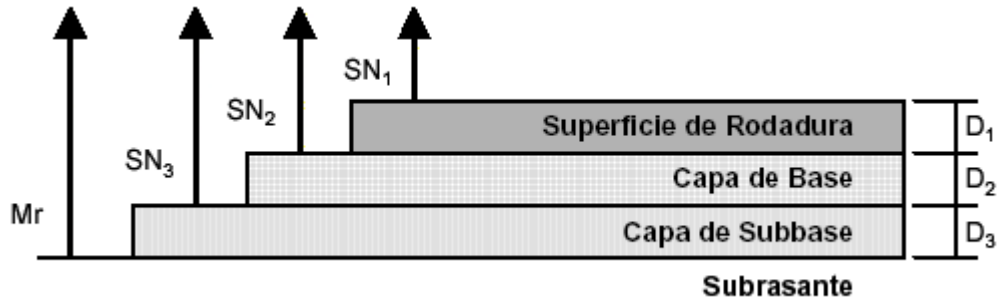 SN₁
SN₂
SN₃
Mr
Superficie de Rodadura
D₁
Capa de Base
D₂
Capa de Subbase
D₃
Subrasante